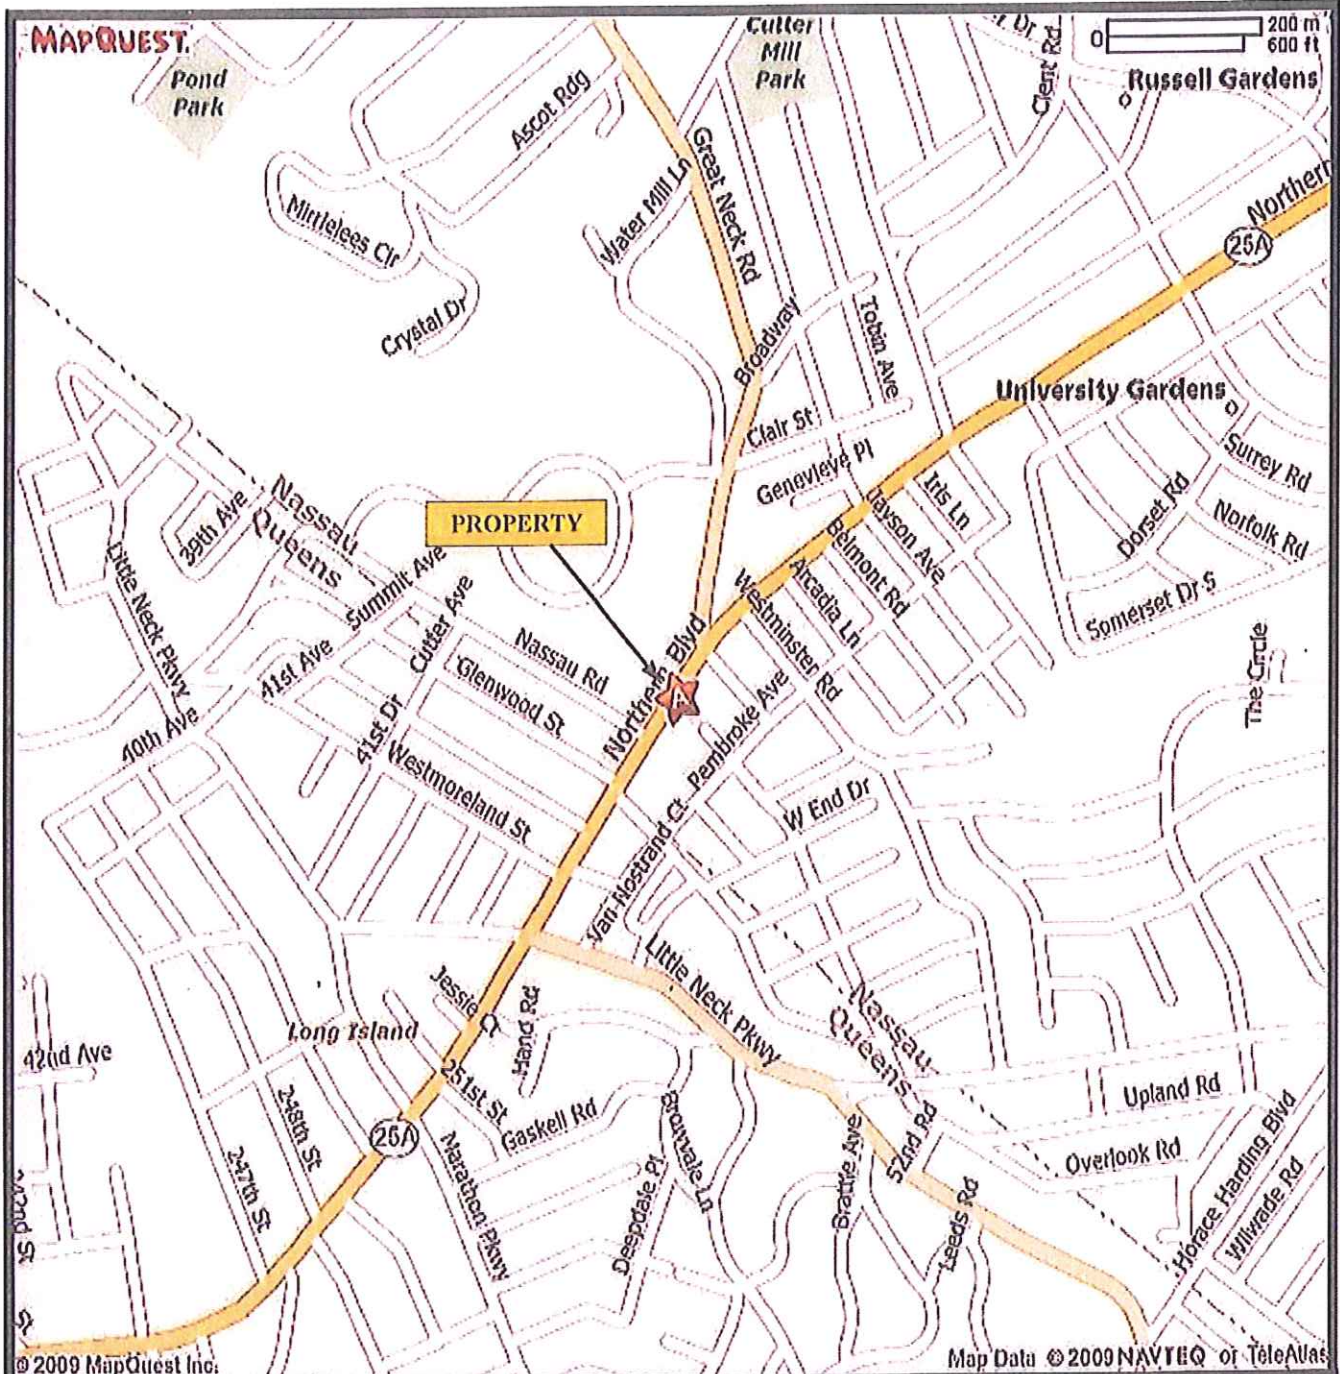 MAPQUEST.
Pond
Park
Cutter
Mill
Park
Dr
Clent Rd
0
200 m
600 ft
Russell Gardens
Ascot Rdg
Great Neck Rd
Water Mill Ln
Mirrielees Cir
Northern
25A
Crystal Dr
Broadway
Tobin Ave
University Gardens
Clair St
Genevieve Pl
Surrey Rd
Iris Ln
Clayson Ave
Dorset Rd
Norfolk Rd
Nassau
Queens
39th Ave
PROPERTY
Belmont Rd
Arcadia Ln
Westminster Rd
Little Neck Pkwy
Summit Ave
Cutter Ave
Somerset Dr S
Nassau Rd
Northern Blvd
The Circle
41st Ave
Glenwood St
A
Pembroke Ave
40th Ave
41st Dr
Westmoreland St
W End Dr
Van Nostrand Ct
Little Neck Pkwy
Jessie Ct
Hand Rd
Nassau
Queens
Long Island
42nd Ave
251st St
Upland Rd
248th St
Gaskell Rd
Browvale Ln
52nd Rd
25A
Brattle Ave
Overlook Rd
Horace Harding Blvd
247th St
Marathon Pkwy
Deepdale Pl
Leeds Rd
Wilwade Rd
St
© 2009 MapQuest Inc.
Map Data © 2009 NAVTEQ or TeleAtlas